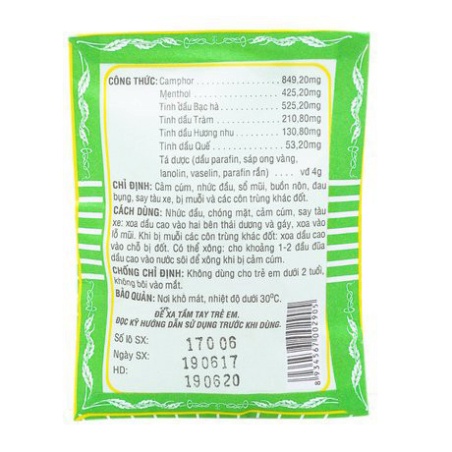 CÔNG THỨC: Camphor ............................ 849.20mg
Menthol ............................ 425,20mg
Tinh dầu Bạc hà ................ 525,20mg
Tinh dầu Tràm ................... 210,80mg
Tinh dầu Hương nhu ......... 130,80mg
Tinh dầu Quế ..................... 53,20mg
Tá dược (dầu parafin, sáp ong vàng,
lanolin, vaselin, parafin rắn) .... vđ 4g
CHỈ ĐỊNH: Cảm cúm, nhức đầu, sổ mũi, buồn nôn, đau
bụng, say tàu xe, bị muỗi và các côn trùng khác đốt.
CÁCH DÙNG: Nhức đầu, chóng mặt, cảm cúm, say tàu
xe: xoa dầu cao vào hai bên thái dương và gáy, xoa vào
lỗ mũi. Khi bị muỗi các côn trùng khác đốt: xoa dầu cao
vào chỗ bị đốt. Có thể xông: cho khoảng 1-2 đầu đũa
dầu cao vào nước sôi để xông khi bị cảm cúm.
CHỐNG CHỈ ĐỊNH: Không dùng cho trẻ em dưới 2 tuổi,
không bôi vào mắt.
BẢO QUẢN: Nơi khô mát, nhiệt độ dưới 30°C.
ĐỂ XA TẦM TAY TRẺ EM.
ĐỌC KỸ HƯỚNG DẪN SỬ DỤNG TRƯỚC KHI DÙNG.
Số lô SX: 17006
Ngày SX: 190617
HD: 190620
8 934567 002905